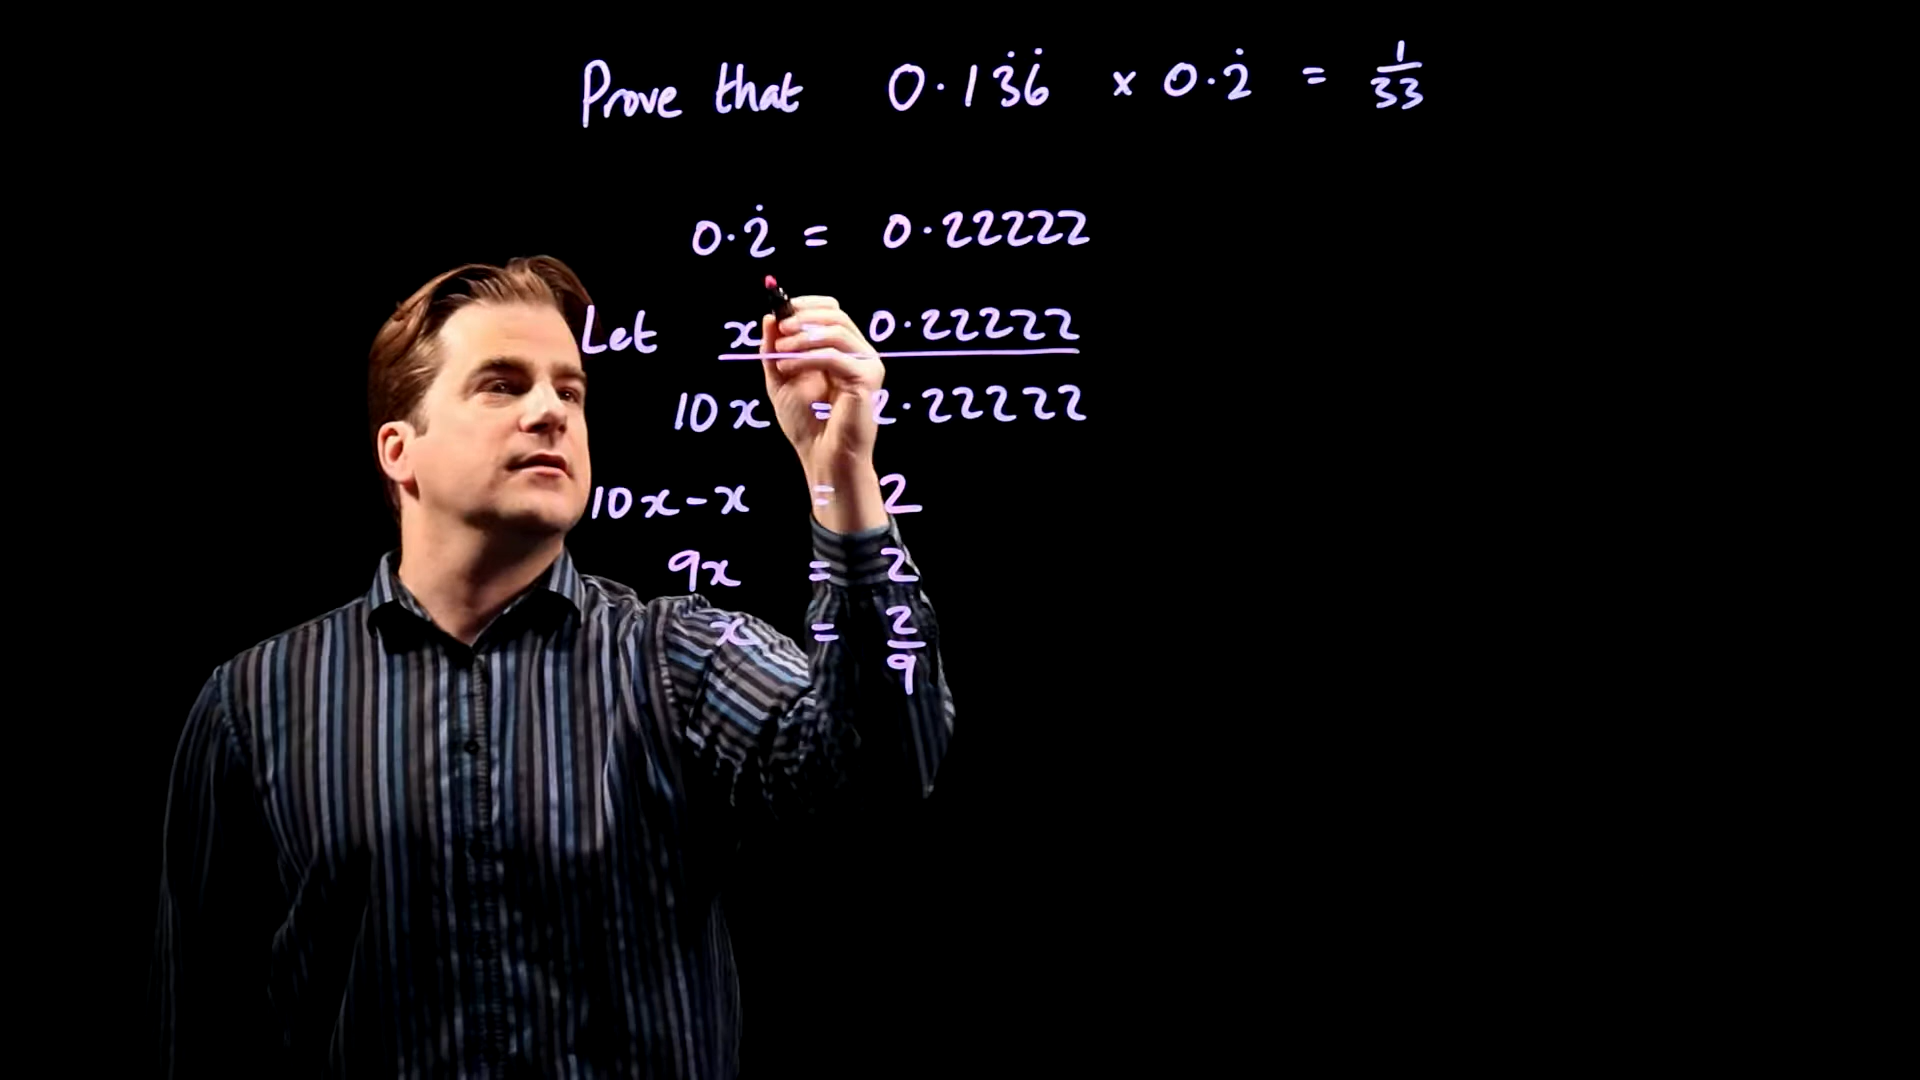 Prove that 0.13̇6̇ x 0.2̇ = 1/33
0.2̇ = 0.22222
Let x = 0.22222
10x = 2.22222
10x-x = 2
9x = 2
x = 2/9